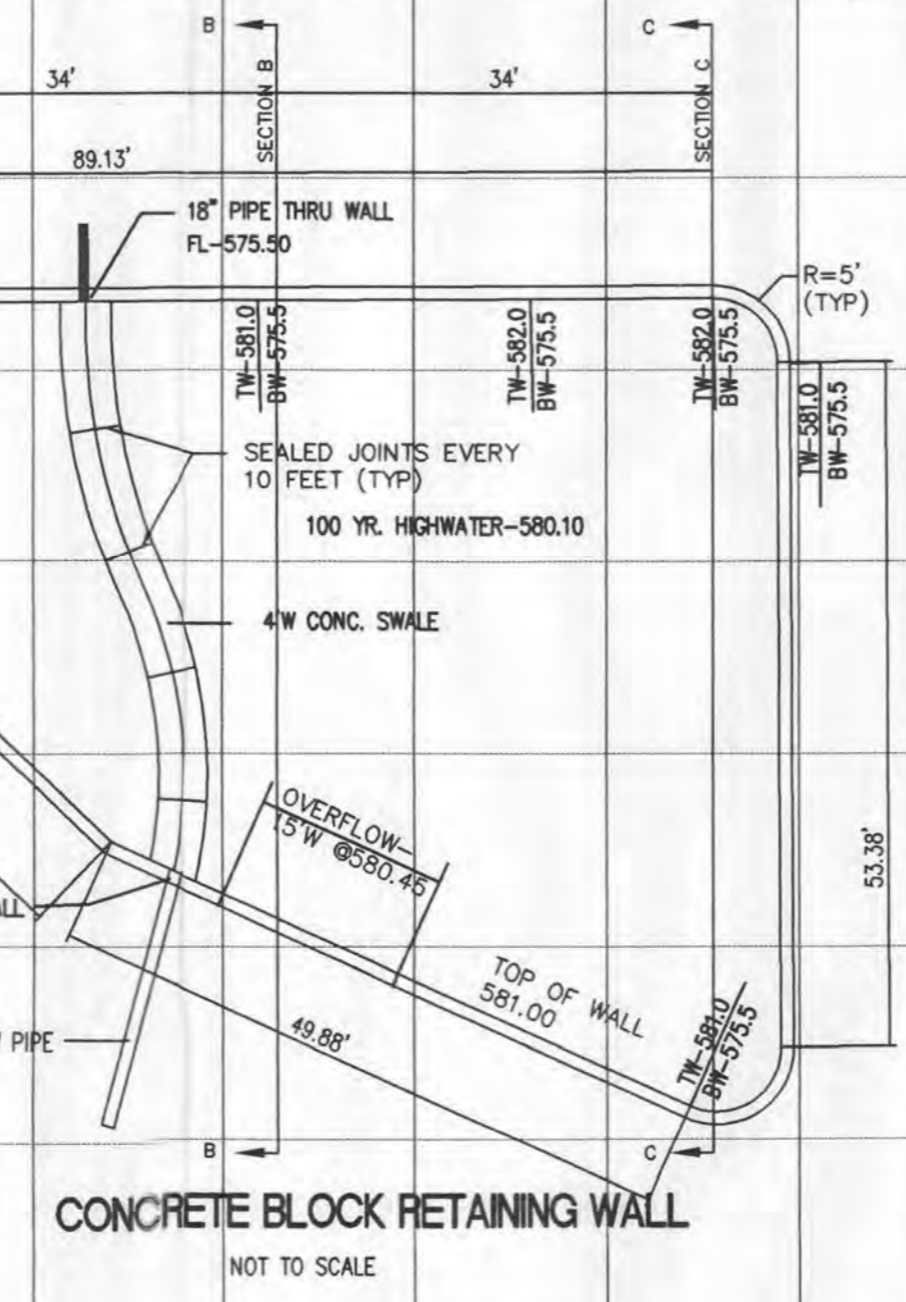 B
C
34'
34'
SECTION B
SECTION C
89.13'
18" PIPE THRU WALL
FL-575.50
R=5'
(TYP)
TW-581.0
BW-575.5
TW-582.0
BW-575.5
TW-582.0
BW-575.5
TW-581.0
BW-575.5
SEALED JOINTS EVERY
10 FEET (TYP)
100 YR. HIGHWATER-580.10
4'W CONC. SWALE
OVERFLOW-
15'W @580.45
53.38'
TOP OF WALL
581.00
PIPE
49.88'
TW-581.0
BW-575.5
B
C
CONCRETE BLOCK RETAINING WALL
NOT TO SCALE